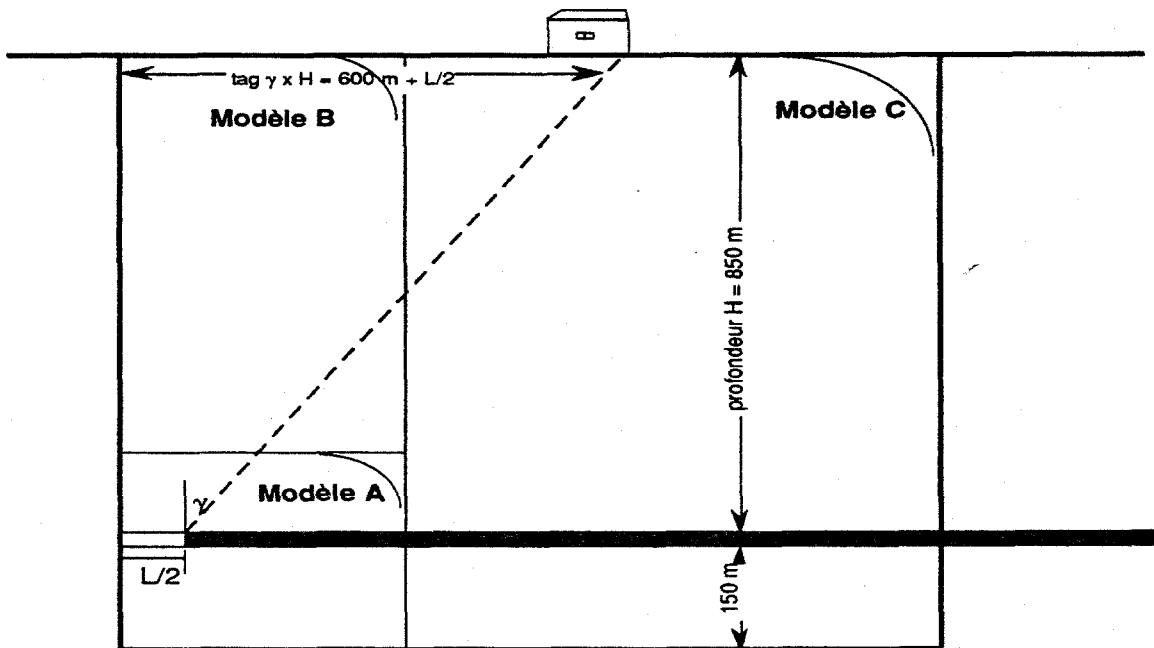 tag γ x H = 600 m + L/2
Modèle B
Modèle C
profondeur H = 850 m
γ
Modèle A
L/2
150 m